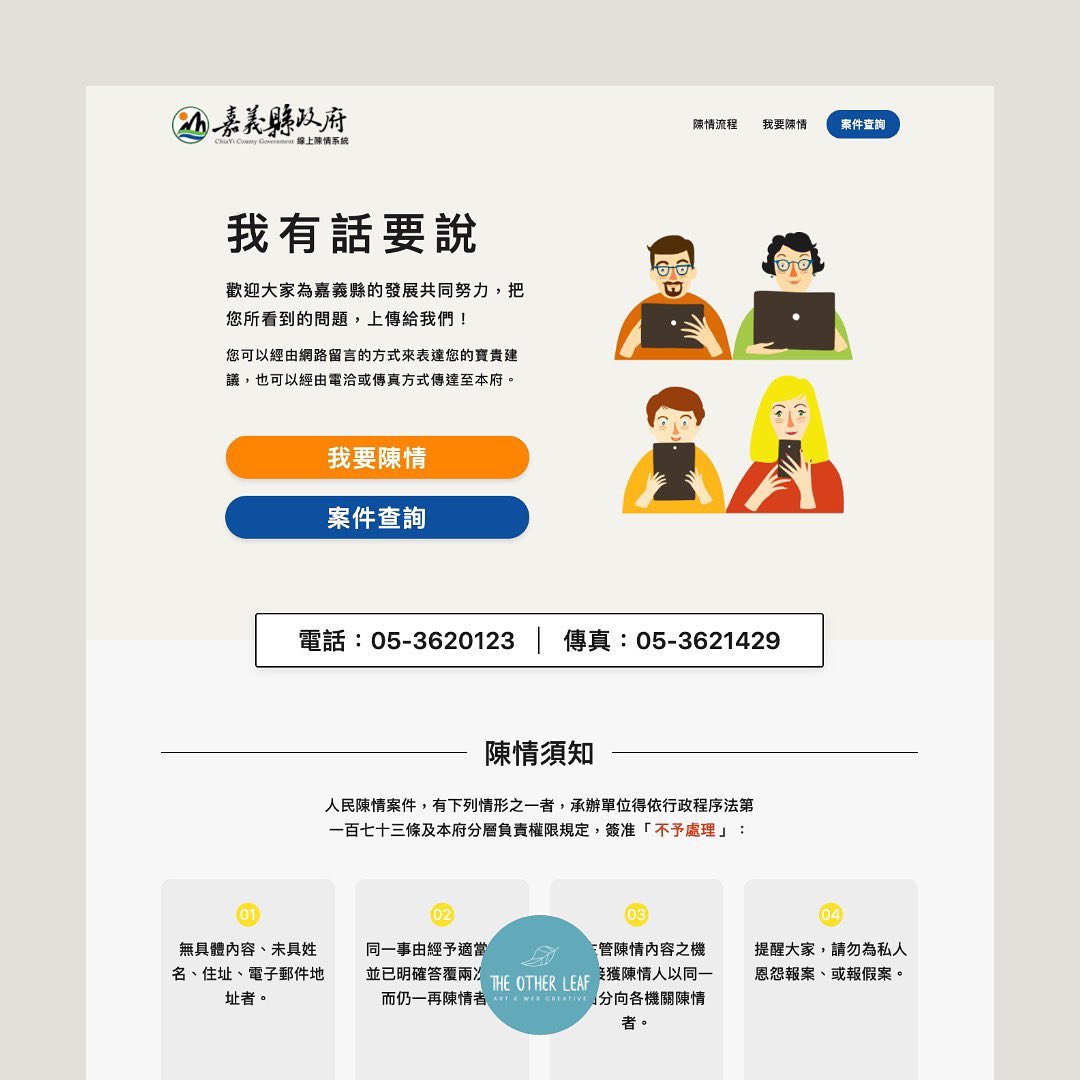 嘉義縣政府
ChiaYi County Government 線上陳情系統
陳情流程 我要陳情 案件查詢
我有話要說
歡迎大家為嘉義縣的發展共同努力，把
您所看到的問題，上傳給我們！
您可以經由網路留言的方式來表達您的寶貴建
議，也可以經由電洽或傳真方式傳達至本府。
我要陳情
案件查詢
電話：05-3620123 | 傳真：05-3621429
陳情須知
人民陳情案件，有下列情形之一者，承辦單位得依行政程序法第
一百七十三條及本府分層負責權限規定，簽准「不予處理」：
01
無具體內容、未具姓
名、住址、電子郵件地
址者。
02
同一事由經予適當
並已明確答覆兩次
而仍一再陳情者
03
主管陳情內容之機
接獲陳情人以同一
分向各機關陳情
者。
04
提醒大家，請勿為私人
恩怨報案、或報假案。
THE OTHER LEAF
ART & WEB CREATIVE